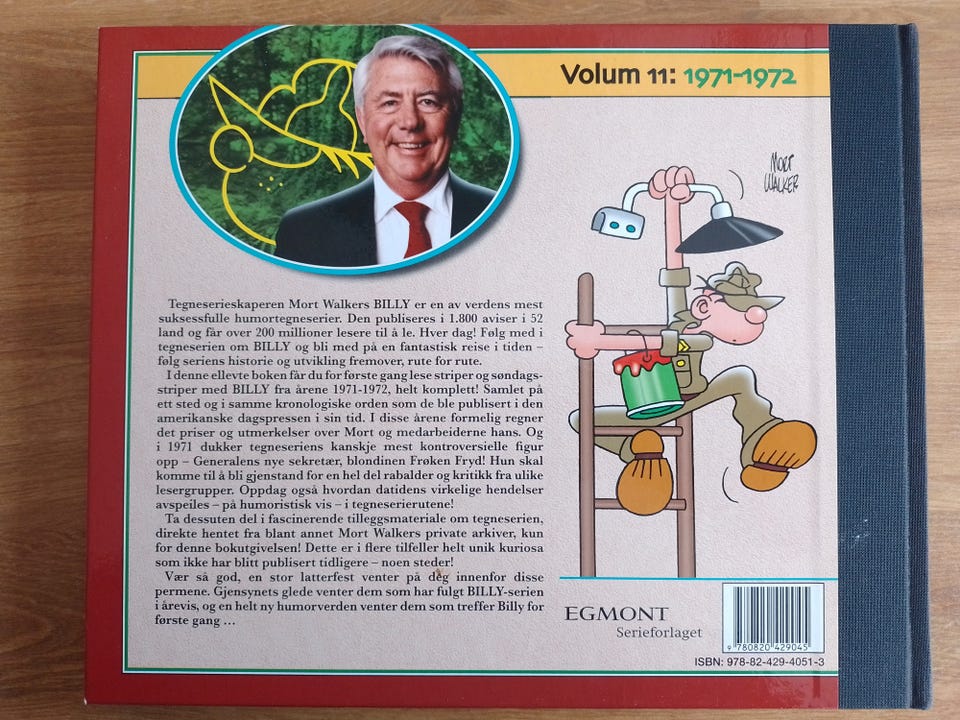 Volum 11: 1971-1972
MORT
WALKER
Tegneserieskaperen Mort Walkers BILLY er en av verdens mest
suksessfulle humortegneserier. Den publiseres i 1.800 aviser i 52
land og får over 200 millioner lesere til å le. Hver dag! Følg med i
tegneserien om BILLY og bli med på en fantastisk reise i tiden –
følg seriens historie og utvikling fremover, rute for rute.
I denne ellevte boken får du for første gang lese striper og søndags-
striper med BILLY fra årene 1971-1972, helt komplett! Samlet på
ett sted og i samme kronologiske orden som de ble publisert i den
amerikanske dagspressen i sin tid. I disse årene formelig regner
det priser og utmerkelser over Mort og medarbeiderne hans. Og
i 1971 dukker tegneseriens kanskje mest kontroversielle figur
opp – Generalens nye sekretær, blondinen Frøken Fryd! Hun skal
komme til å bli gjenstand for en hel del rabalder og kritikk fra ulike
lesergrupper. Oppdag også hvordan datidens virkelige hendelser
avspeiles – på humoristisk vis – i tegneserierutene!
Ta dessuten del i fascinerende tilleggsmateriale om tegneserien,
direkte hentet fra blant annet Mort Walkers private arkiver, kun
for denne bokutgivelsen! Dette er i flere tilfeller helt unik kuriosa
som ikke har blitt publisert tidligere – noen steder!
Vær så god, en stor latterfest venter på deg innenfor disse
permene. Gjensynets glede venter dem som har fulgt BILLY-serien
i årevis, og en helt ny humorverden venter dem som treffer Billy for
første gang ...
EGMONT
Serieforlaget
9 780820 429045
ISBN: 978-82-429-4051-3